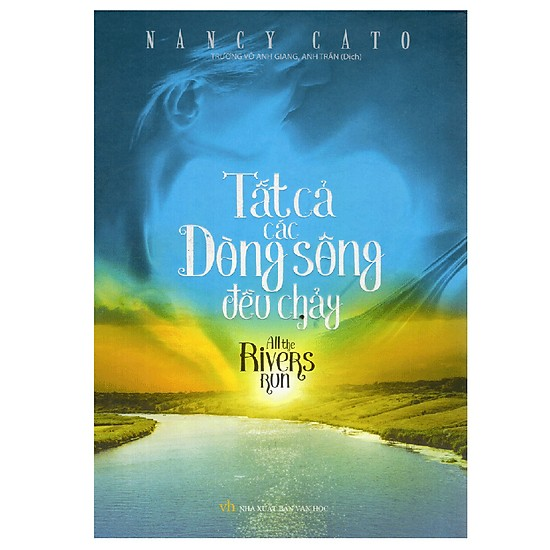 NANCY CATO
TRƯƠNG VÕ ANH GIANG, ANH TRẦN (Dịch)
Tất cả
các
Dòng sông
đều chảy
All the
RIVERS
RUN
vh NHÀ XUẤT BẢN VĂN HỌC